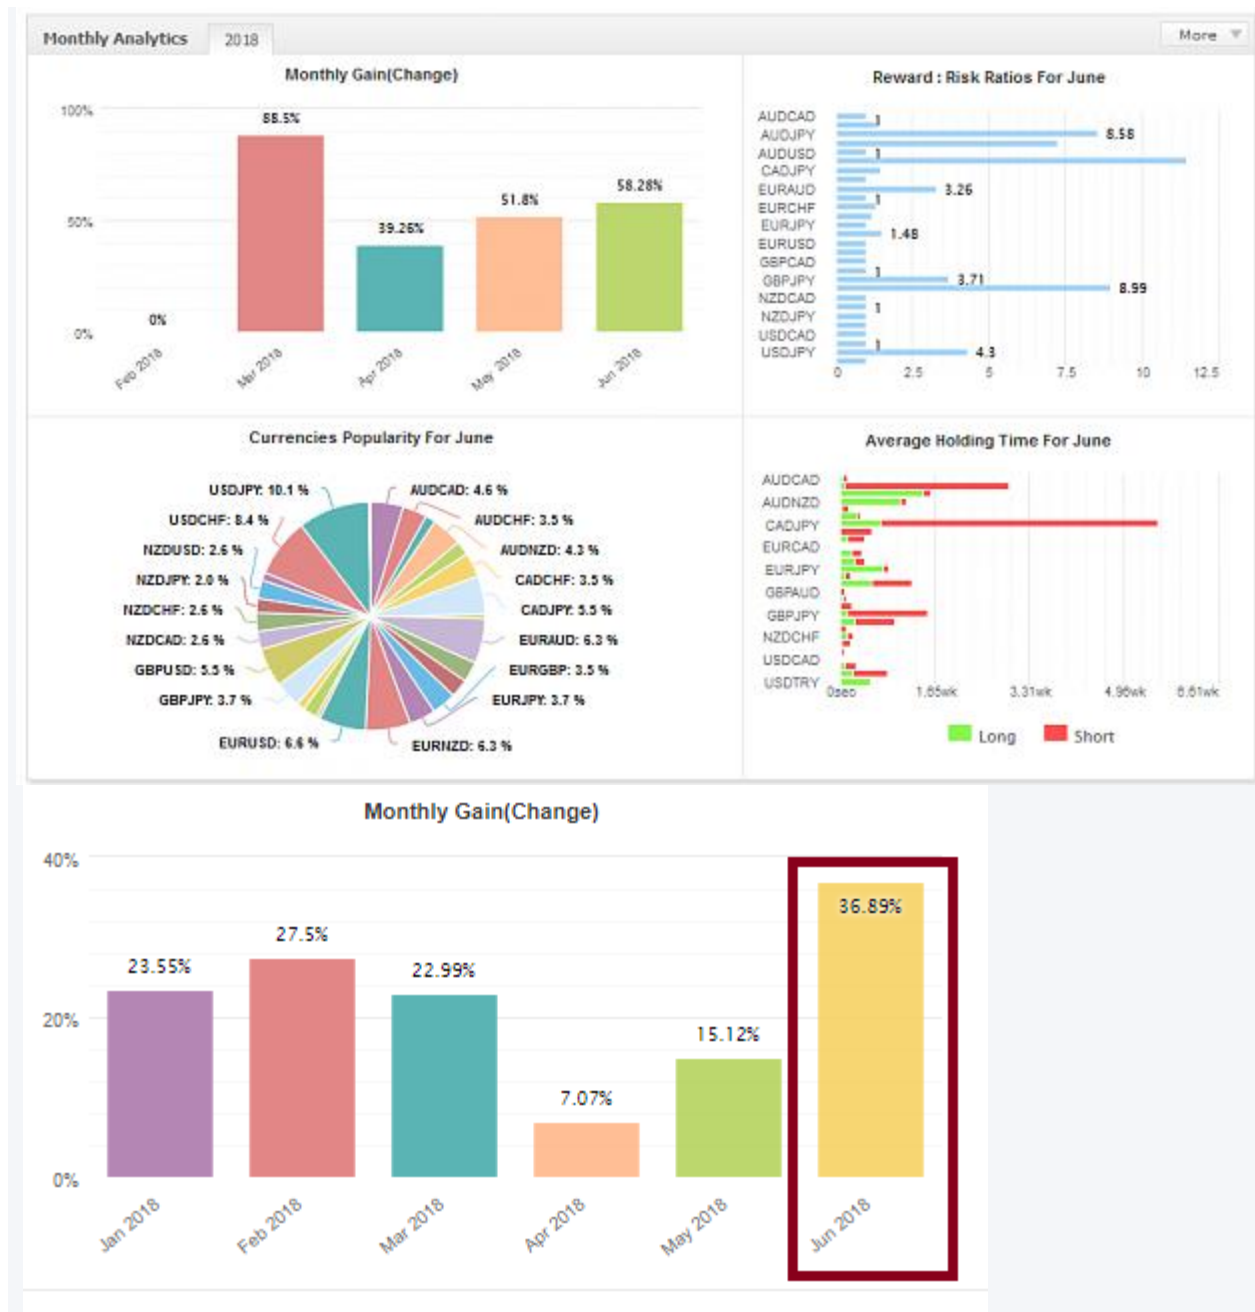 Monthly Analytics
2018
More
Monthly Gain(Change)
100%
50%
0%
0%
88.5%
39.26%
51.8%
58.28%
Feb 2018
Mar 2018
Apr 2018
May 2018
Jun 2018
Reward : Risk Ratios For June
AUDCAD
AUDJPY
AUDUSD
CADJPY
EURAUD
EURCHF
EURJPY
EURUSD
GBPCAD
GBPJPY
NZDCAD
NZDJPY
USDCAD
USDJPY
1
8.58
1
3.26
1
1.48
1
3.71
8.99
1
1
4.3
0
2.5
5
7.5
10
12.5
Currencies Popularity For June
USDJPY: 10.1 %
USDCHF: 8.4 %
NZDUSD: 2.6 %
NZDJPY: 2.0 %
NZDCHF: 2.6 %
NZDCAD: 2.6 %
GBPUSD: 5.5 %
GBPJPY: 3.7 %
EURUSD: 6.6 %
AUDCAD: 4.6 %
AUDCHF: 3.5 %
AUDNZD: 4.3 %
CADCHF: 3.5 %
CADJPY: 5.5 %
EURAUD: 6.3 %
EURGBP: 3.5 %
EURJPY: 3.7 %
EURNZD: 6.3 %
Average Holding Time For June
AUDCAD
AUDNZD
CADJPY
EURCAD
EURJPY
GBPAUD
GBPJPY
NZDCHF
USDCAD
USDTRY
0sec
1.65wk
3.31wk
4.96wk
6.61wk
Long
Short
Monthly Gain(Change)
40%
20%
0%
23.55%
27.5%
22.99%
7.07%
15.12%
36.89%
Jan 2018
Feb 2018
Mar 2018
Apr 2018
May 2018
Jun 2018